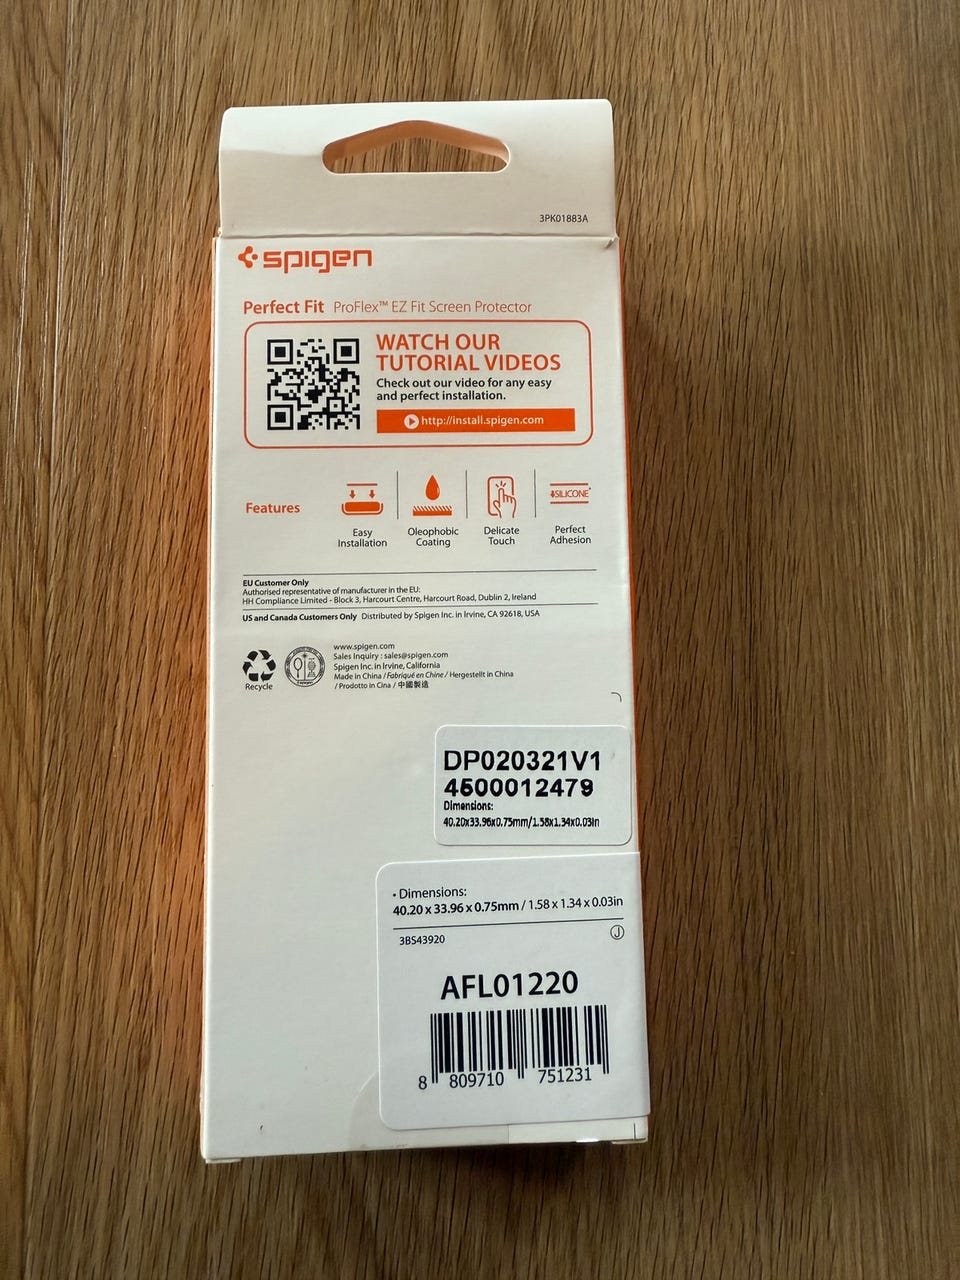 3PK01883A
spigen
Perfect Fit ProFlex™ EZ Fit Screen Protector
WATCH OUR
TUTORIAL VIDEOS
Check out our video for any easy
and perfect installation.
http://install.spigen.com
Features
Easy
Installation
Oleophobic
Coating
Delicate
Touch
SILICONE
Perfect
Adhesion
EU Customer Only
Authorised representative of manufacturer in the EU:
HH Compliance Limited - Block 3, Harcourt Centre, Harcourt Road, Dublin 2, Ireland
US and Canada Customers Only Distributed by Spigen Inc. in Irvine, CA 92618, USA
Recycle
www.spigen.com
Sales Inquiry : sales@spigen.com
Spigen Inc. in Irvine, California
Made in China / Fabriqué en Chine / Hergestellt in China
/ Prodotto in Cina / 中國製造
DP020321V1
4500012479
Dimensions:
40.20x33.96x0.75mm/1.58x1.34x0.03in
• Dimensions:
40.20 x 33.96 x 0.75mm / 1.58 x 1.34 x 0.03in
3BS43920
J
AFL01220
8 809710 751231